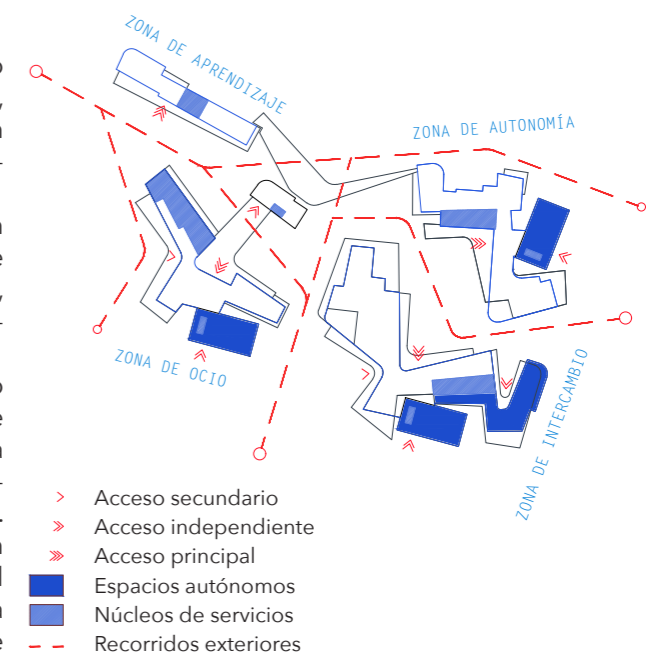 ZONA DE APRENDIZAJE
ZONA DE AUTONOMÍA
ZONA DE OCIO
ZONA DE INTERCAMBIO
Acceso secundario
Acceso independiente
Acceso principal
Espacios autónomos
Núcleos de servicios
Recorridos exteriores